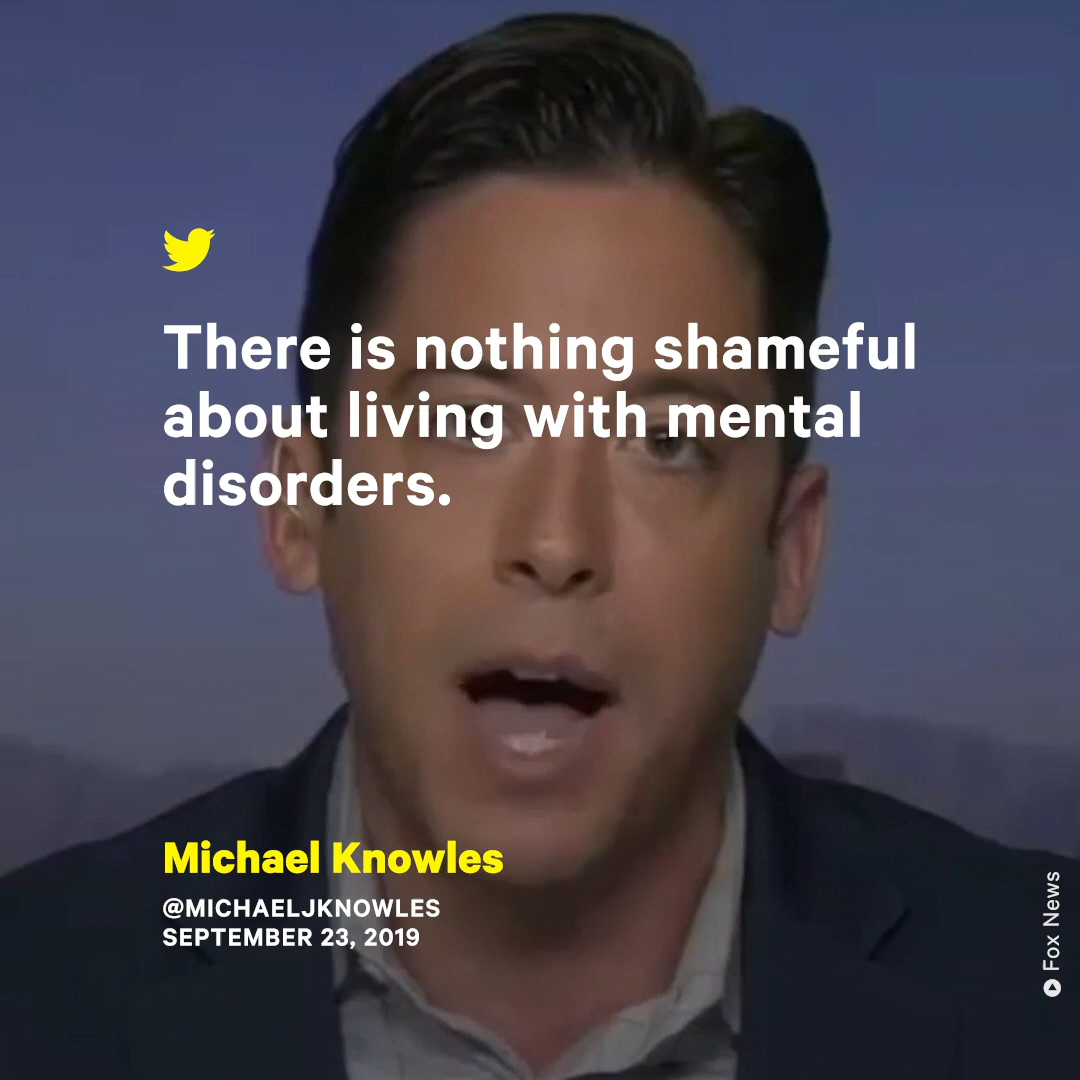 There is nothing shameful
about living with mental
disorders.
Michael Knowles
@MICHAELJKNOWLES
SEPTEMBER 23, 2019
Fox News